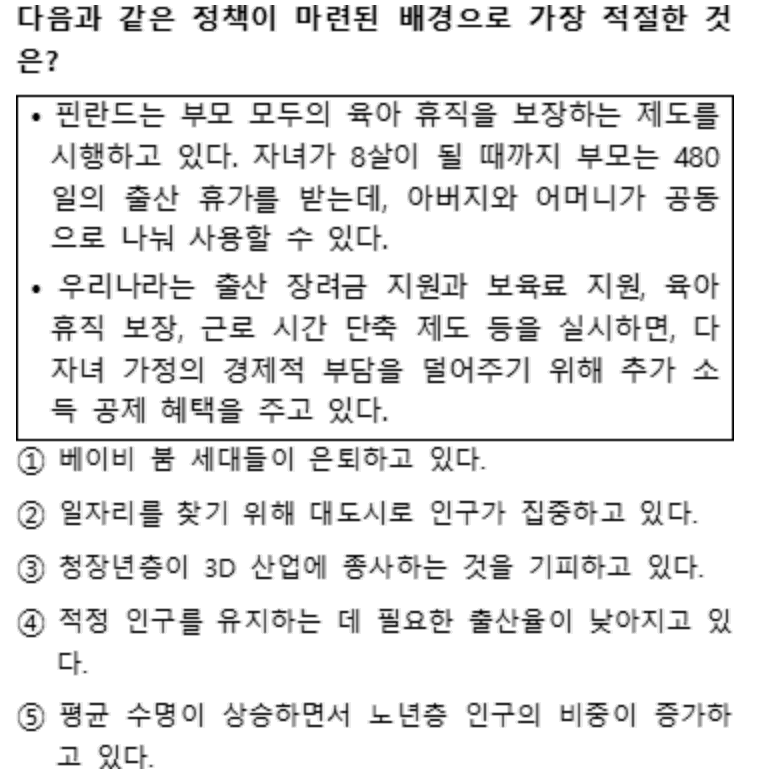 다음과 같은 정책이 마련된 배경으로 가장 적절한 것
은?
• 핀란드는 부모 모두의 육아 휴직을 보장하는 제도를
시행하고 있다. 자녀가 8살이 될 때까지 부모는 480
일의 출산 휴가를 받는데, 아버지와 어머니가 공동
으로 나눠 사용할 수 있다.
• 우리나라는 출산 장려금 지원과 보육료 지원, 육아
휴직 보장, 근로 시간 단축 제도 등을 실시하면, 다
자녀 가정의 경제적 부담을 덜어주기 위해 추가 소
득 공제 혜택을 주고 있다.
① 베이비 붐 세대들이 은퇴하고 있다.
② 일자리를 찾기 위해 대도시로 인구가 집중하고 있다.
③ 청장년층이 3D 산업에 종사하는 것을 기피하고 있다.
④ 적정 인구를 유지하는 데 필요한 출산율이 낮아지고 있
다.
⑤ 평균 수명이 상승하면서 노년층 인구의 비중이 증가하
고 있다.